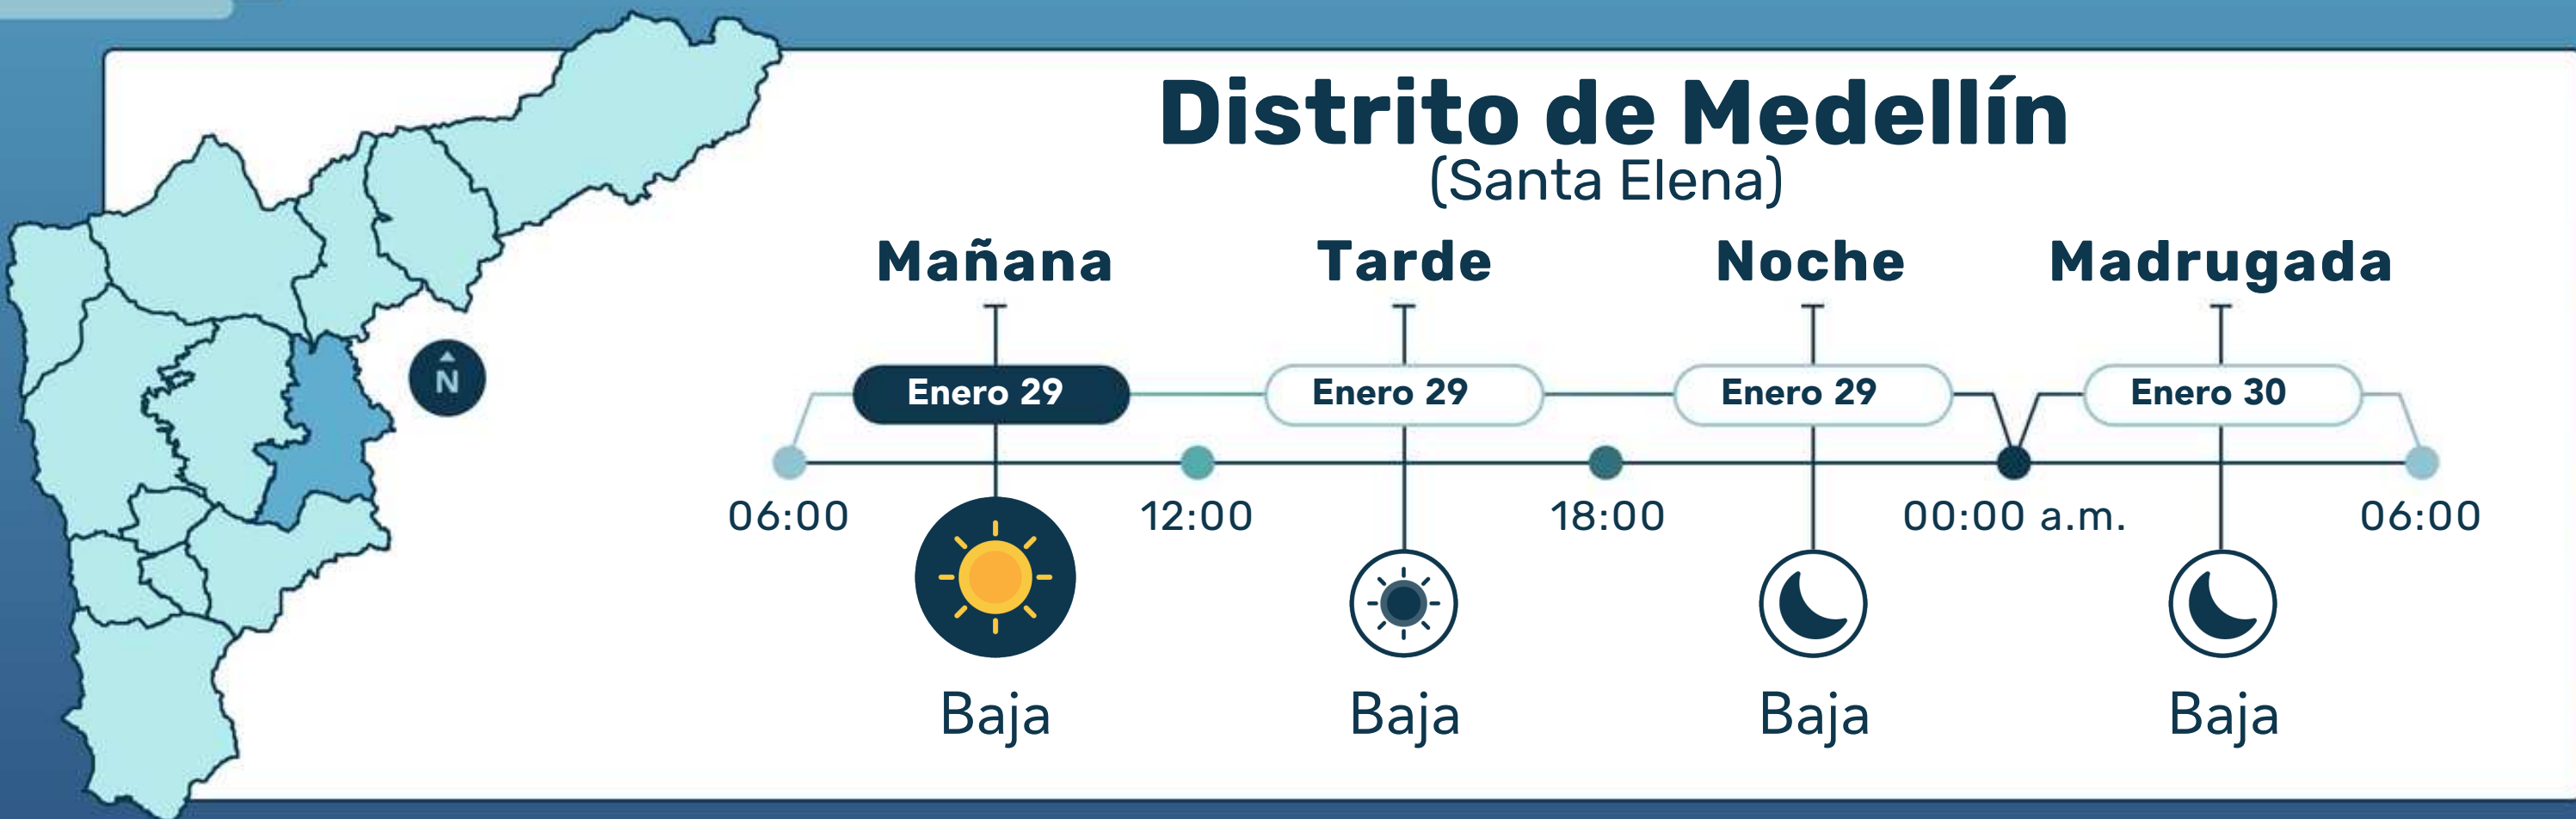 Distrito de Medellín
(Santa Elena)
Mañana Tarde Noche Madrugada
N
Enero 29 Enero 29 Enero 29 Enero 30
06:00 12:00 18:00 00:00 a.m. 06:00
Baja Baja Baja Baja